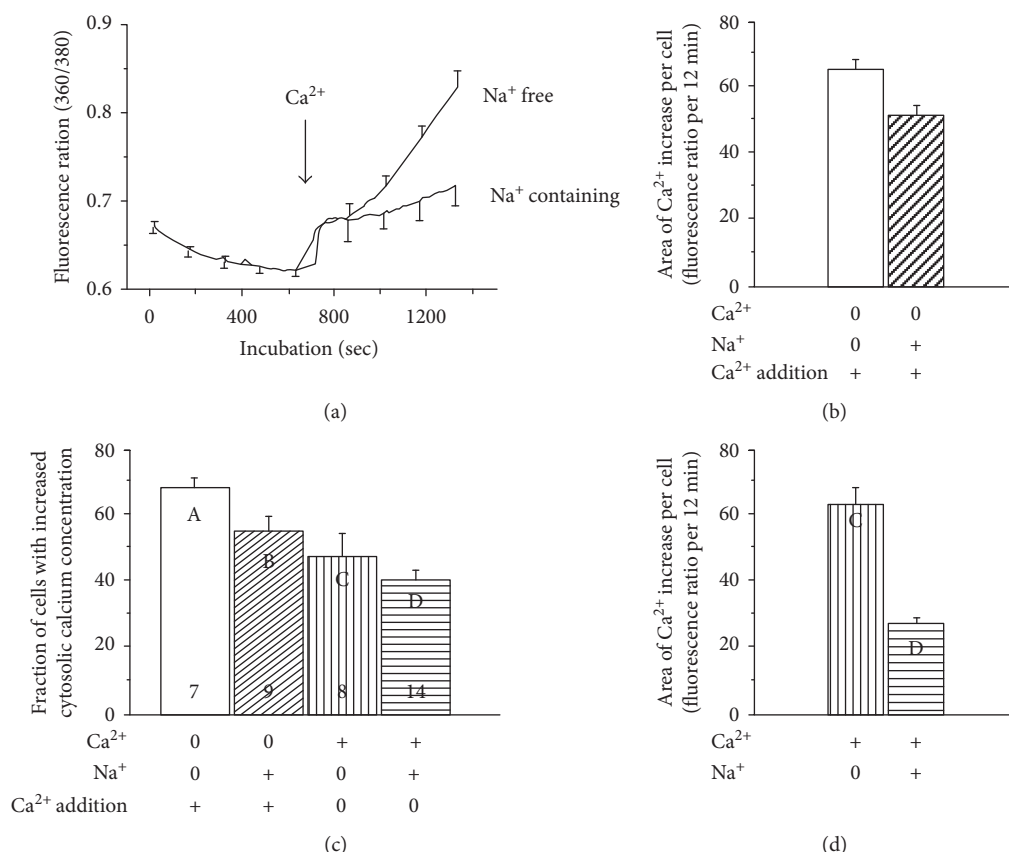 0.9
0.8
0.7
0.6
Fluorescence ration (360/380)
Ca²⁺
Na⁺ free
Na⁺ containing
0 400 800 1200
Incubation (sec)
(a)
80
60
40
20
0
Area of Ca²⁺ increase per cell
(fluorescence ratio per 12 min)
Ca²⁺ 0 0
Na⁺ 0 +
Ca²⁺ addition + +
(b)
80
60
40
20
0
Fraction of cells with increased
cytosolic calcium concentration
A
B
C
D
7 9 8 14
Ca²⁺ 0 0 + +
Na⁺ 0 + 0 +
Ca²⁺ addition + + 0 0
(c)
80
60
40
20
0
Area of Ca²⁺ increase per cell
(fluorescence ratio per 12 min)
C
D
Ca²⁺ + +
Na⁺ 0 +
(d)